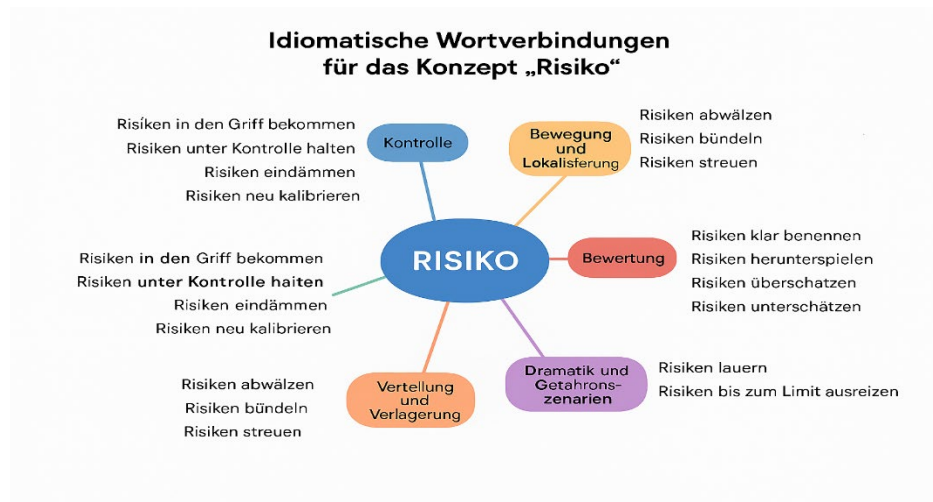 Idiomatische Wortverbindungen
für das Konzept „Risiko“
Risiken in den Griff bekommen
Risiken unter Kontrolle halten
Risiken eindämmen
Risiken neu kalibrieren
Kontrolle
Bewegung
und
Lokalisferung
Risiken abwälzen
Risiken bündeln
Risiken streuen
RISIKO
Bewertung
Risiken klar benennen
Risiken herunterspielen
Risiken überschatzen
Risiken unterschätzen
Risiken in den Griff bekommen
Risiken unter Kontrolle haiten
Risiken eindämmen
Risiken neu kalibrieren
Risiken abwälzen
Risiken bündeln
Risiken streuen
Vertellung
und
Verlagerung
Dramatik und
Getahrons-
szenarien
Risiken lauern
Risiken bis zum Limit ausreizen